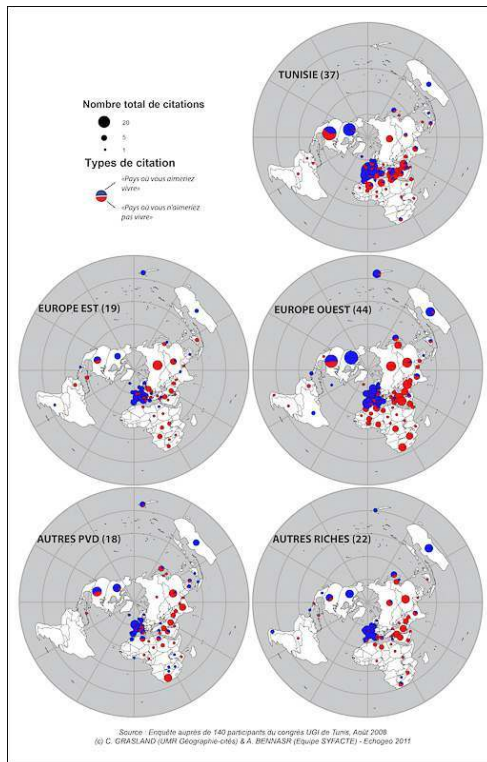 TUNISIE (37)
Nombre total de citations
20
5
1
Types de citation
«Pays où vous aimeriez
vivre»
«Pays où vous n'aimeriez
pas vivre»
EUROPE EST (19)
EUROPE OUEST (44)
AUTRES PVD (18)
AUTRES RICHES (22)
Source : Enquête auprès de 140 participants du congrès UGI de Tunis, Août 2008
(c) C. GRASLAND (UMR Géographie-cités) & A. BENNASR (Equipe SYFACTE) - Echogeo 2011